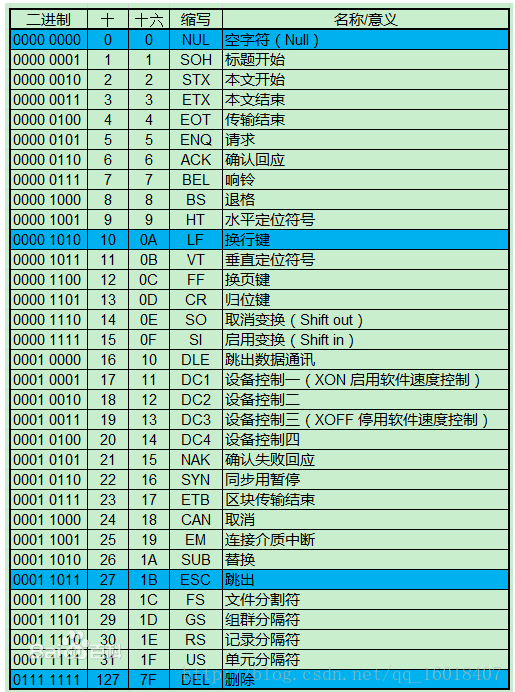 二进制 十 十六 缩写 名称/意义
0000 0000 0 0 NUL 空字符（Null）
0000 0001 1 1 SOH 标题开始
0000 0010 2 2 STX 本文开始
0000 0011 3 3 ETX 本文结束
0000 0100 4 4 EOT 传输结束
0000 0101 5 5 ENQ 请求
0000 0110 6 6 ACK 确认回应
0000 0111 7 7 BEL 响铃
0000 1000 8 8 BS 退格
0000 1001 9 9 HT 水平定位符号
0000 1010 10 0A LF 换行键
0000 1011 11 0B VT 垂直定位符号
0000 1100 12 0C FF 换页键
0000 1101 13 0D CR 归位键
0000 1110 14 0E SO 取消变换（Shift out）
0000 1111 15 0F SI 启用变换（Shift in）
0001 0000 16 10 DLE 跳出数据通讯
0001 0001 17 11 DC1 设备控制一（XON 启用软件速度控制）
0001 0010 18 12 DC2 设备控制二
0001 0011 19 13 DC3 设备控制三（XOFF 停用软件速度控制）
0001 0100 20 14 DC4 设备控制四
0001 0101 21 15 NAK 确认失败回应
0001 0110 22 16 SYN 同步用暂停
0001 0111 23 17 ETB 区块传输结束
0001 1000 24 18 CAN 取消
0001 1001 25 19 EM 连接介质中断
0001 1010 26 1A SUB 替换
0001 1011 27 1B ESC 跳出
0001 1100 28 1C FS 文件分割符
0001 1101 29 1D GS 组群分隔符
0001 1110 30 1E RS 记录分隔符
0001 1111 31 1F US 单元分隔符
0111 1111 127 7F DEL 删除
Bai 百科
http://blog.csdn.net/qq_16018407